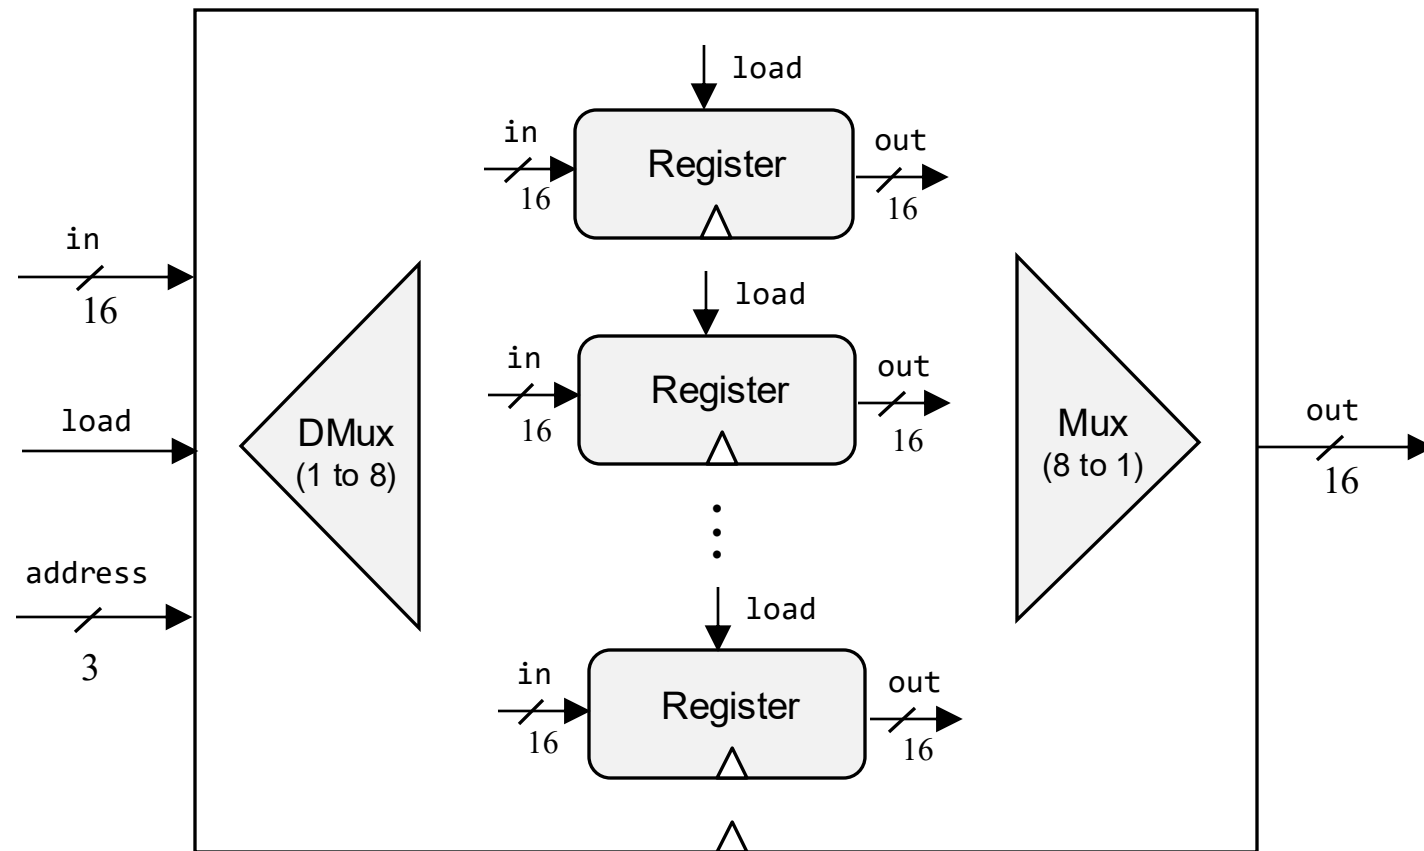 load
in
Register
out
16
16
in
16
load
in
Register
out
16
16
load
DMux
(1 to 8)
Mux
(8 to 1)
out
16
address
3
load
in
Register
out
16
16